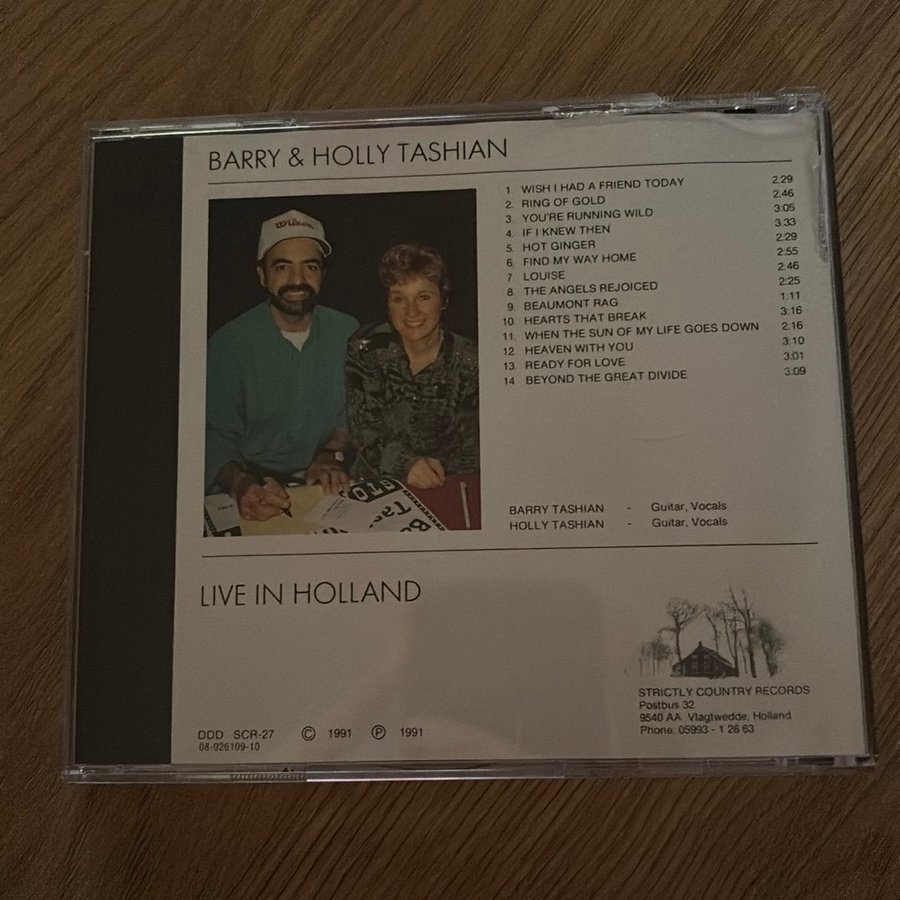 BARRY & HOLLY TASHIAN
Wilson
1. WISH I HAD A FRIEND TODAY 2:29
2. RING OF GOLD 2:46
3. YOU'RE RUNNING WILD 3:05
4. IF I KNEW THEN 3:33
5. HOT GINGER 2:29
6. FIND MY WAY HOME 2:55
7. LOUISE 2:46
8. THE ANGELS REJOICED 2:25
9. BEAUMONT RAG 1:11
10. HEARTS THAT BREAK 3:16
11. WHEN THE SUN OF MY LIFE GOES DOWN 2:16
12. HEAVEN WITH YOU 3:10
13. READY FOR LOVE 3:01
14 BEYOND THE GREAT DIVIDE 3:09
BARRY TASHIAN - Guitar, Vocals
HOLLY TASHIAN - Guitar, Vocals
LIVE IN HOLLAND
STRICTLY COUNTRY RECORDS
Postbus 32
9540 AA Vlagtwedde, Holland
Phone: 05993 - 1 26 63
DDD SCR-27 © 1991 ℗ 1991
08-026109-10